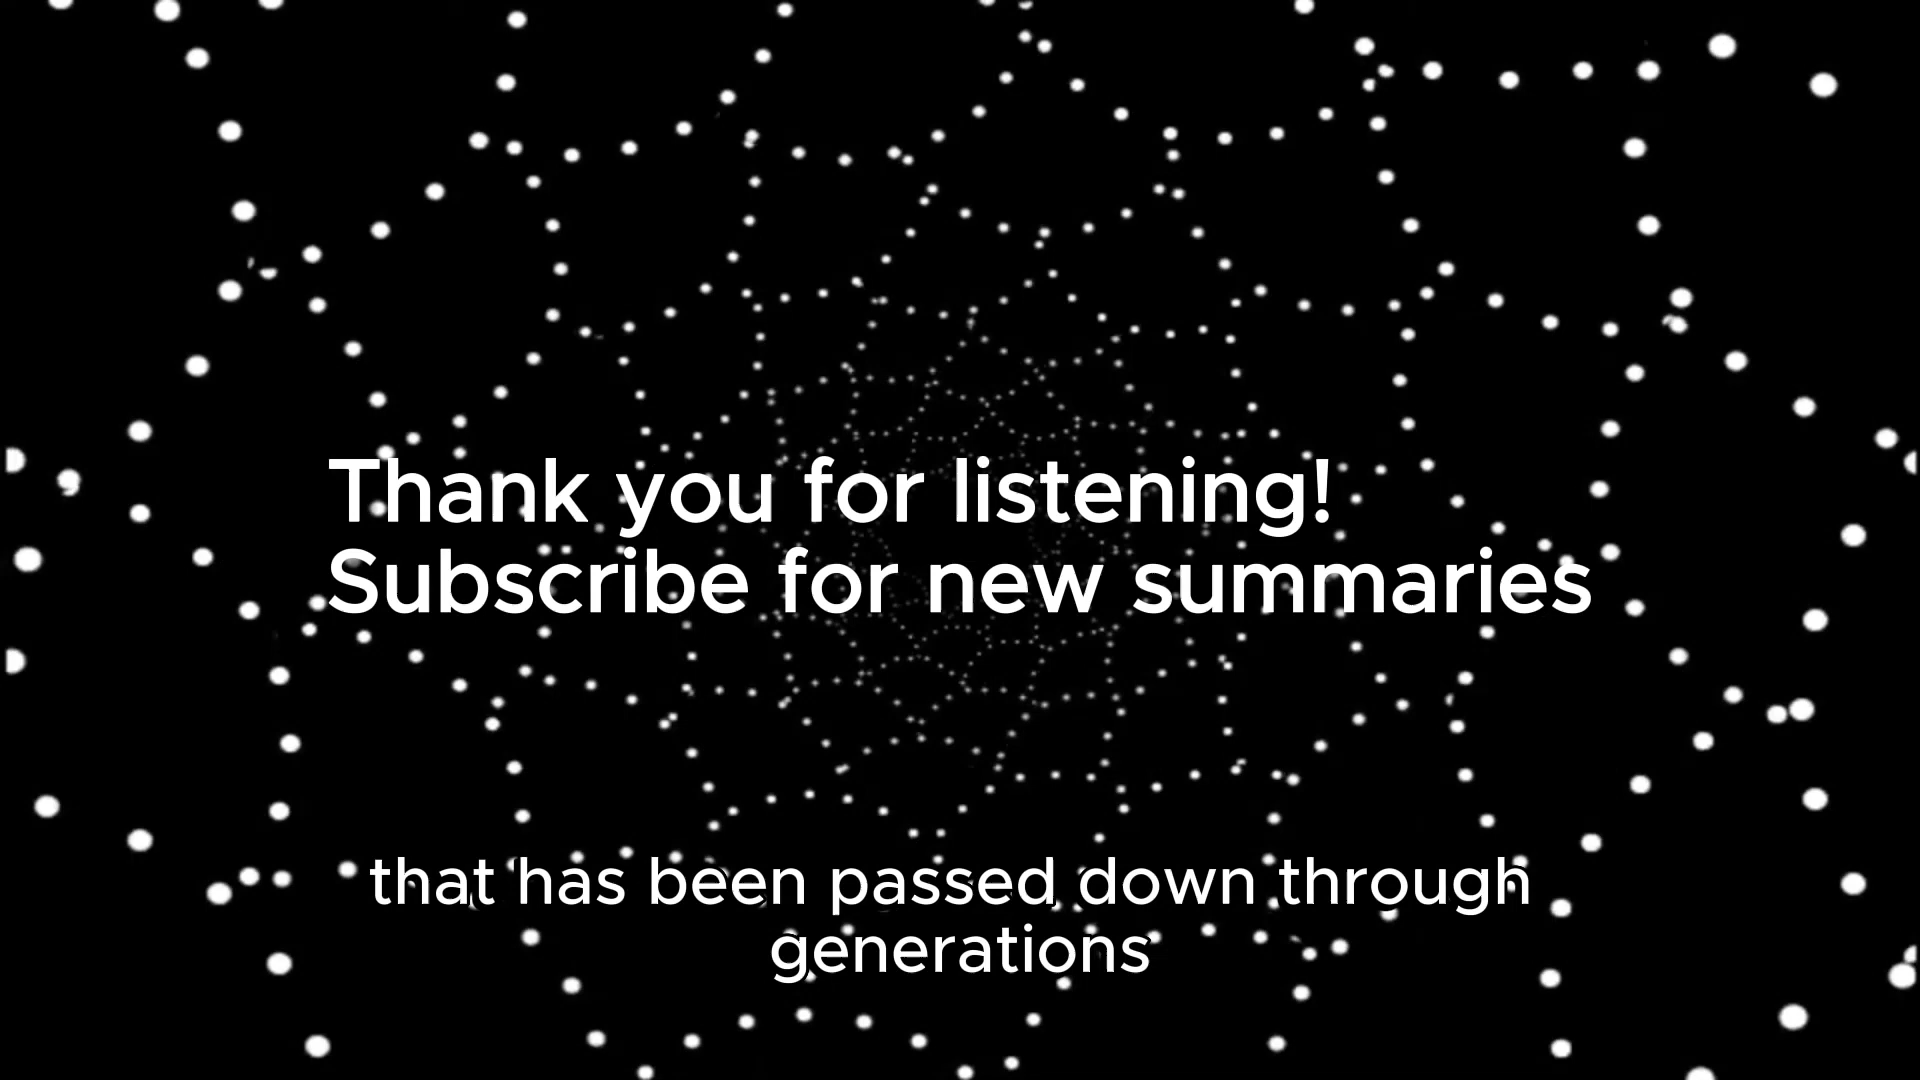 Thank you for listening!
Subscribe for new summaries
that has been passed down through
generations